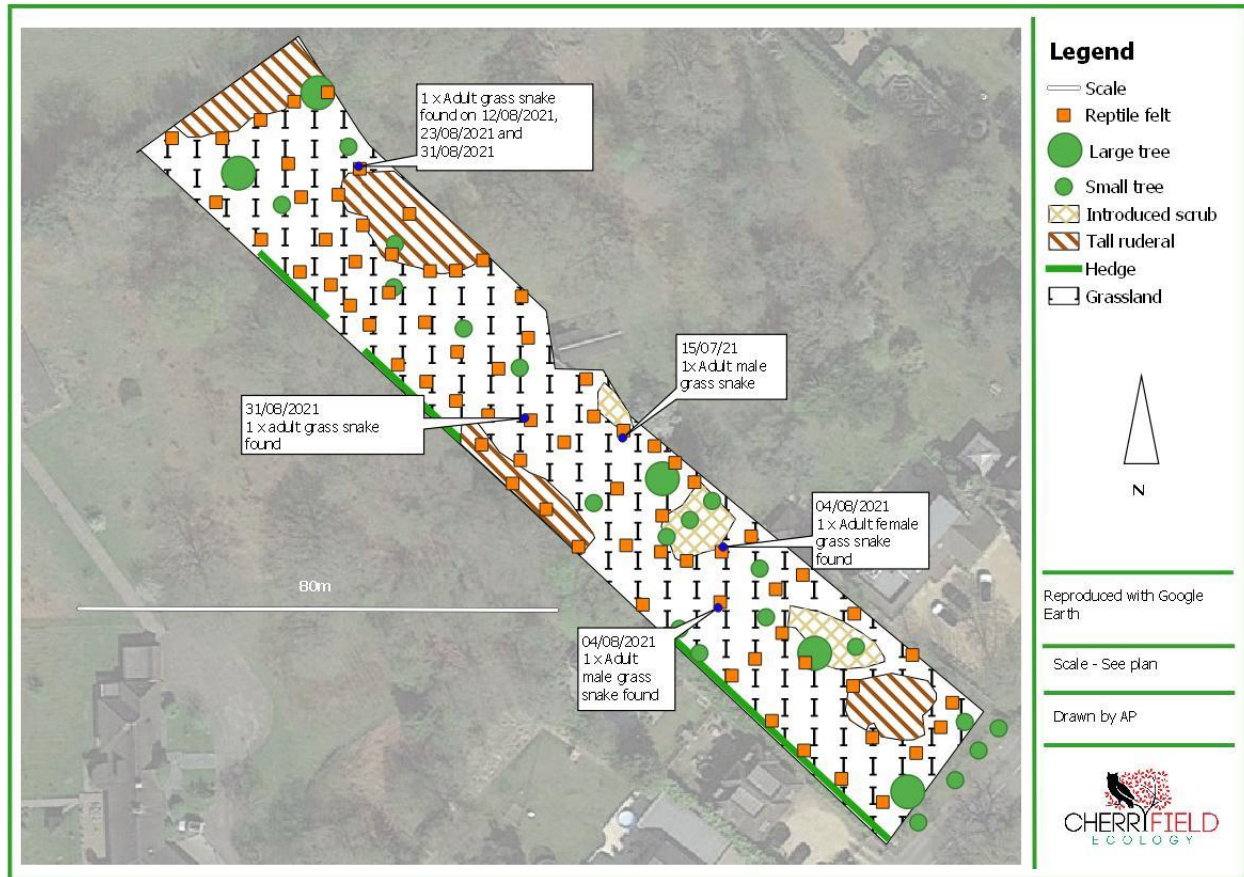 1 x Adult grass snake
found on 12/08/2021,
23/08/2021 and
31/08/2021
15/07/21
1x Adult male
grass snake
31/08/2021
1 x adult grass snake
found
04/08/2021
1 x Adult female
grass snake
found
80m
04/08/2021
1 x Adult
male grass
snake found
Legend
Scale
Reptile felt
Large tree
Small tree
Introduced scrub
Tall ruderal
Hedge
Grassland
N
Reproduced with Google
Earth
Scale - See plan
Drawn by AP
CHERRYFIELD
ECOLOGY